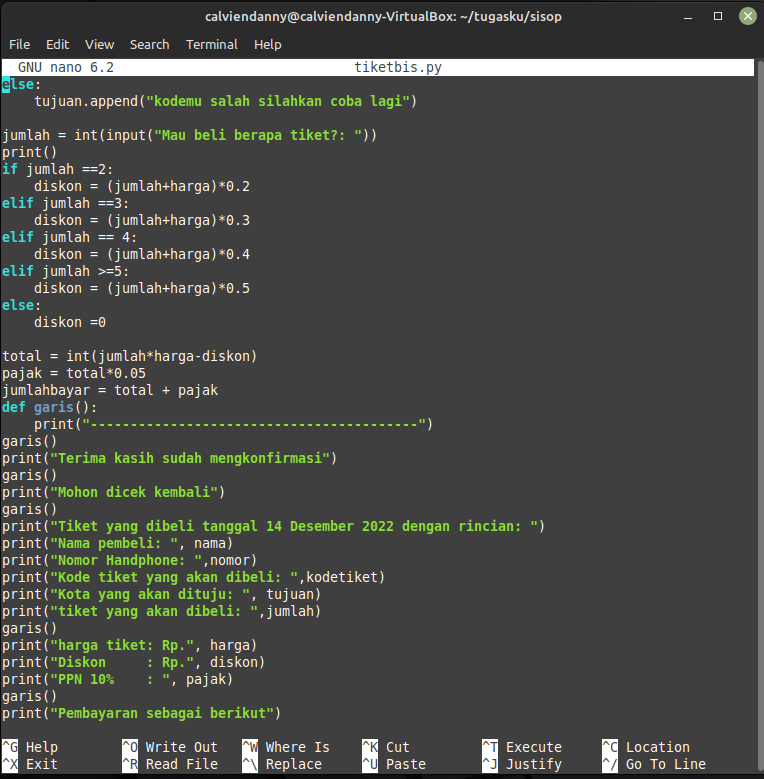 calviendanny@calviendanny-VirtualBox: ~/tugasku/sisop
File Edit View Search Terminal Help
GNU nano 6.2 tiketbis.py
else:
    tujuan.append("kodemu salah silahkan coba lagi")

jumlah = int(input("Mau beli berapa tiket?: "))
print()
if jumlah ==2:
    diskon = (jumlah+harga)*0.2
elif jumlah ==3:
    diskon = (jumlah+harga)*0.3
elif jumlah == 4:
    diskon = (jumlah+harga)*0.4
elif jumlah >=5:
    diskon = (jumlah+harga)*0.5
else:
    diskon =0

total = int(jumlah*harga-diskon)
pajak = total*0.05
jumlahbayar = total + pajak
def garis():
    print("-----------------------------------------")
garis()
print("Terima kasih sudah mengkonfirmasi")
garis()
print("Mohon dicek kembali")
garis()
print("Tiket yang dibeli tanggal 14 Desember 2022 dengan rincian: ")
print("Nama pembeli: ", nama)
print("Nomor Handphone: ",nomor)
print("Kode tiket yang akan dibeli: ",kodetiket)
print("Kota yang akan dituju: ", tujuan)
print("tiket yang akan dibeli: ",jumlah)
garis()
print("harga tiket: Rp.", harga)
print("Diskon     : Rp.", diskon)
print("PPN 10%    : ", pajak)
garis()
print("Pembayaran sebagai berikut")

^G Help ^O Write Out ^W Where Is ^K Cut ^T Execute ^C Location
^X Exit ^R Read File ^\ Replace ^U Paste ^J Justify ^/ Go To Line